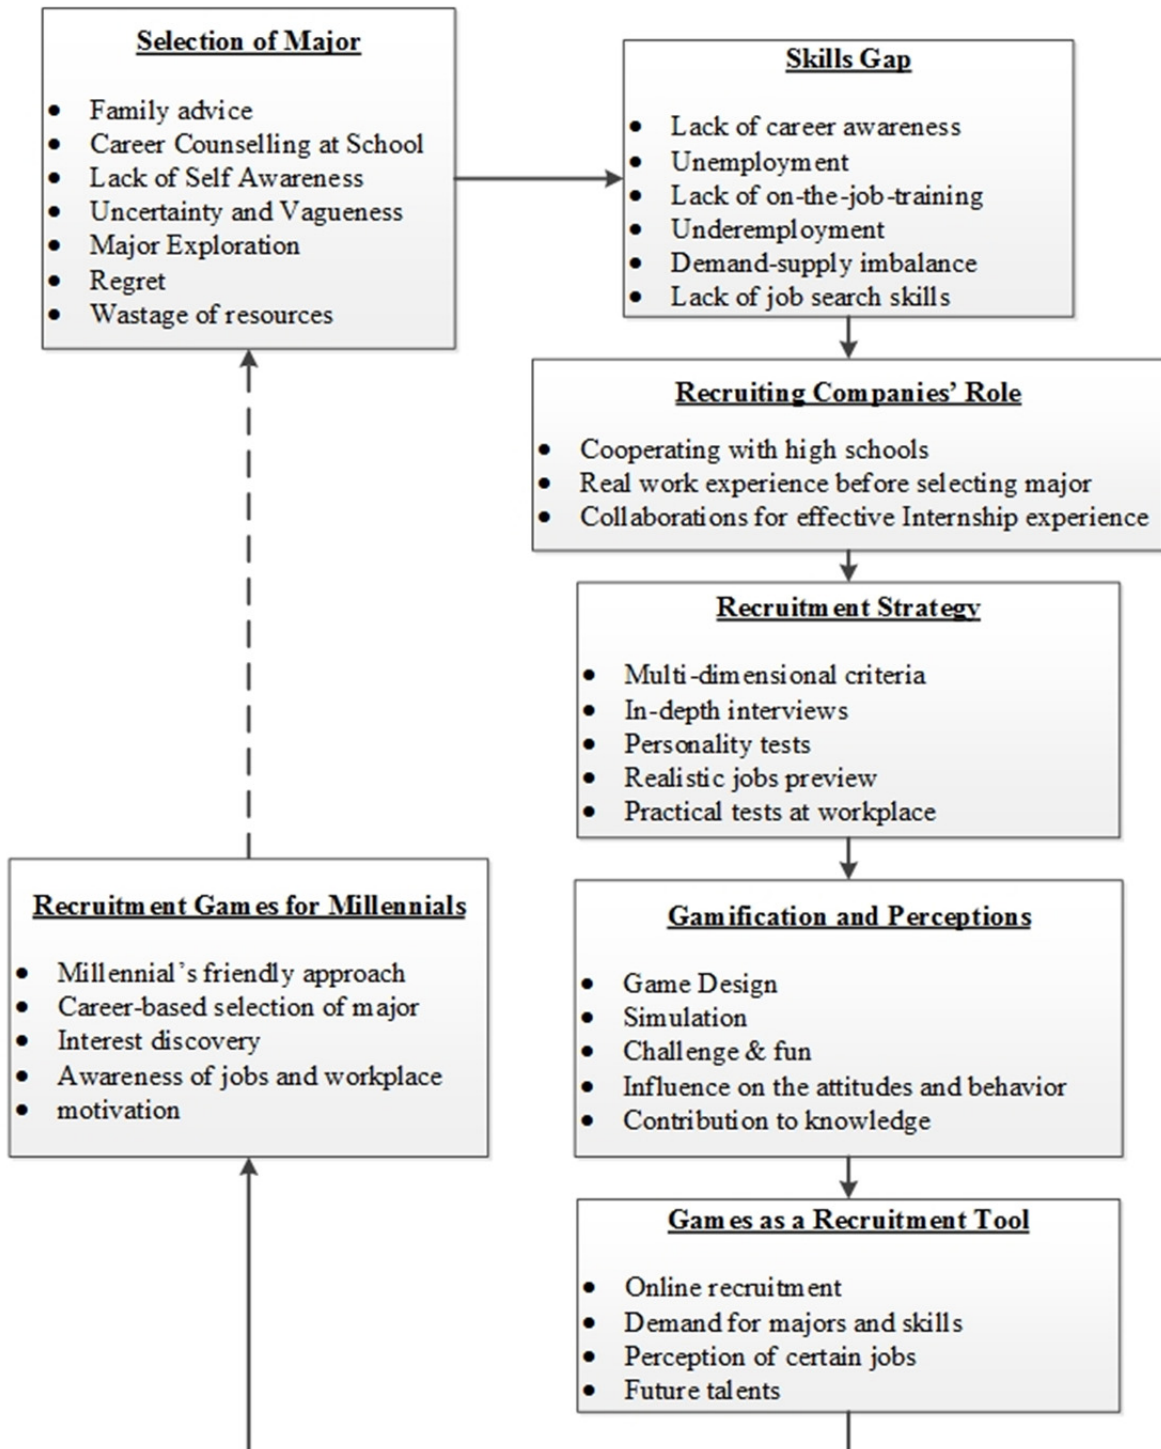 Selection of Major
• Family advice
• Career Counselling at School
• Lack of Self Awareness
• Uncertainty and Vagueness
• Major Exploration
• Regret
• Wastage of resources
Skills Gap
• Lack of career awareness
• Unemployment
• Lack of on-the-job-training
• Underemployment
• Demand-supply imbalance
• Lack of job search skills
Recruiting Companies’ Role
• Cooperating with high schools
• Real work experience before selecting major
• Collaborations for effective Internship experience
Recruitment Strategy
• Multi-dimensional criteria
• In-depth interviews
• Personality tests
• Realistic jobs preview
• Practical tests at workplace
Gamification and Perceptions
• Game Design
• Simulation
• Challenge & fun
• Influence on the attitudes and behavior
• Contribution to knowledge
Games as a Recruitment Tool
• Online recruitment
• Demand for majors and skills
• Perception of certain jobs
• Future talents
Recruitment Games for Millennials
• Millennial’s friendly approach
• Career-based selection of major
• Interest discovery
• Awareness of jobs and workplace
• motivation